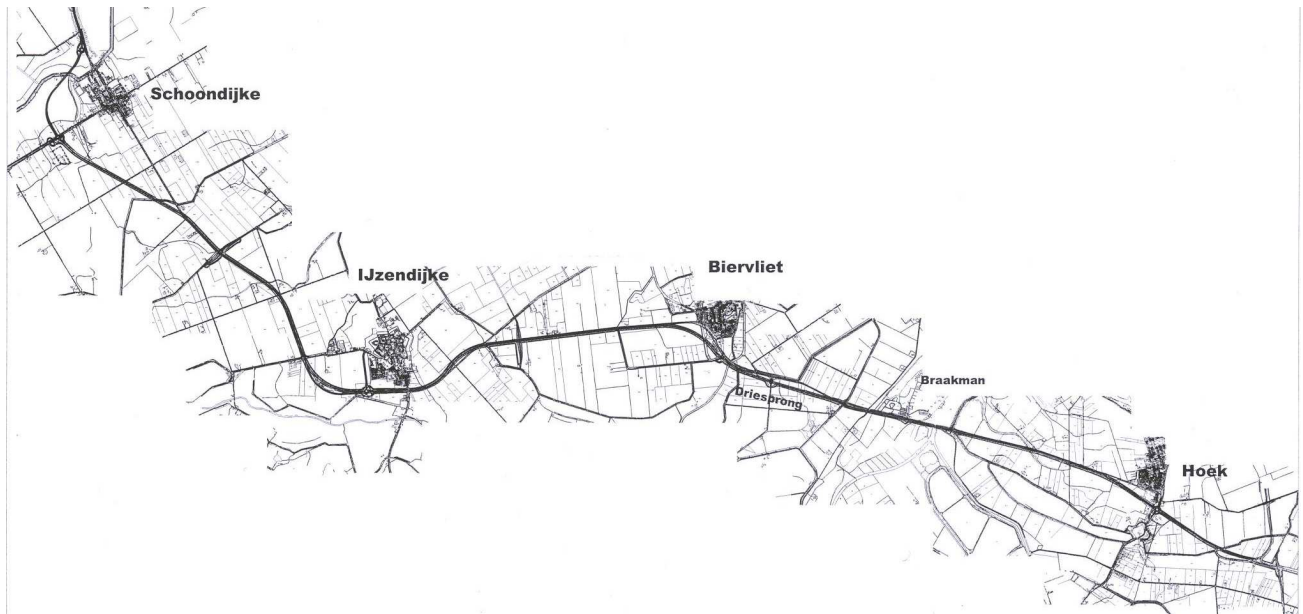 Schoondijke
IJzendijke
Biervliet
Braakman
Driesprong
Hoek